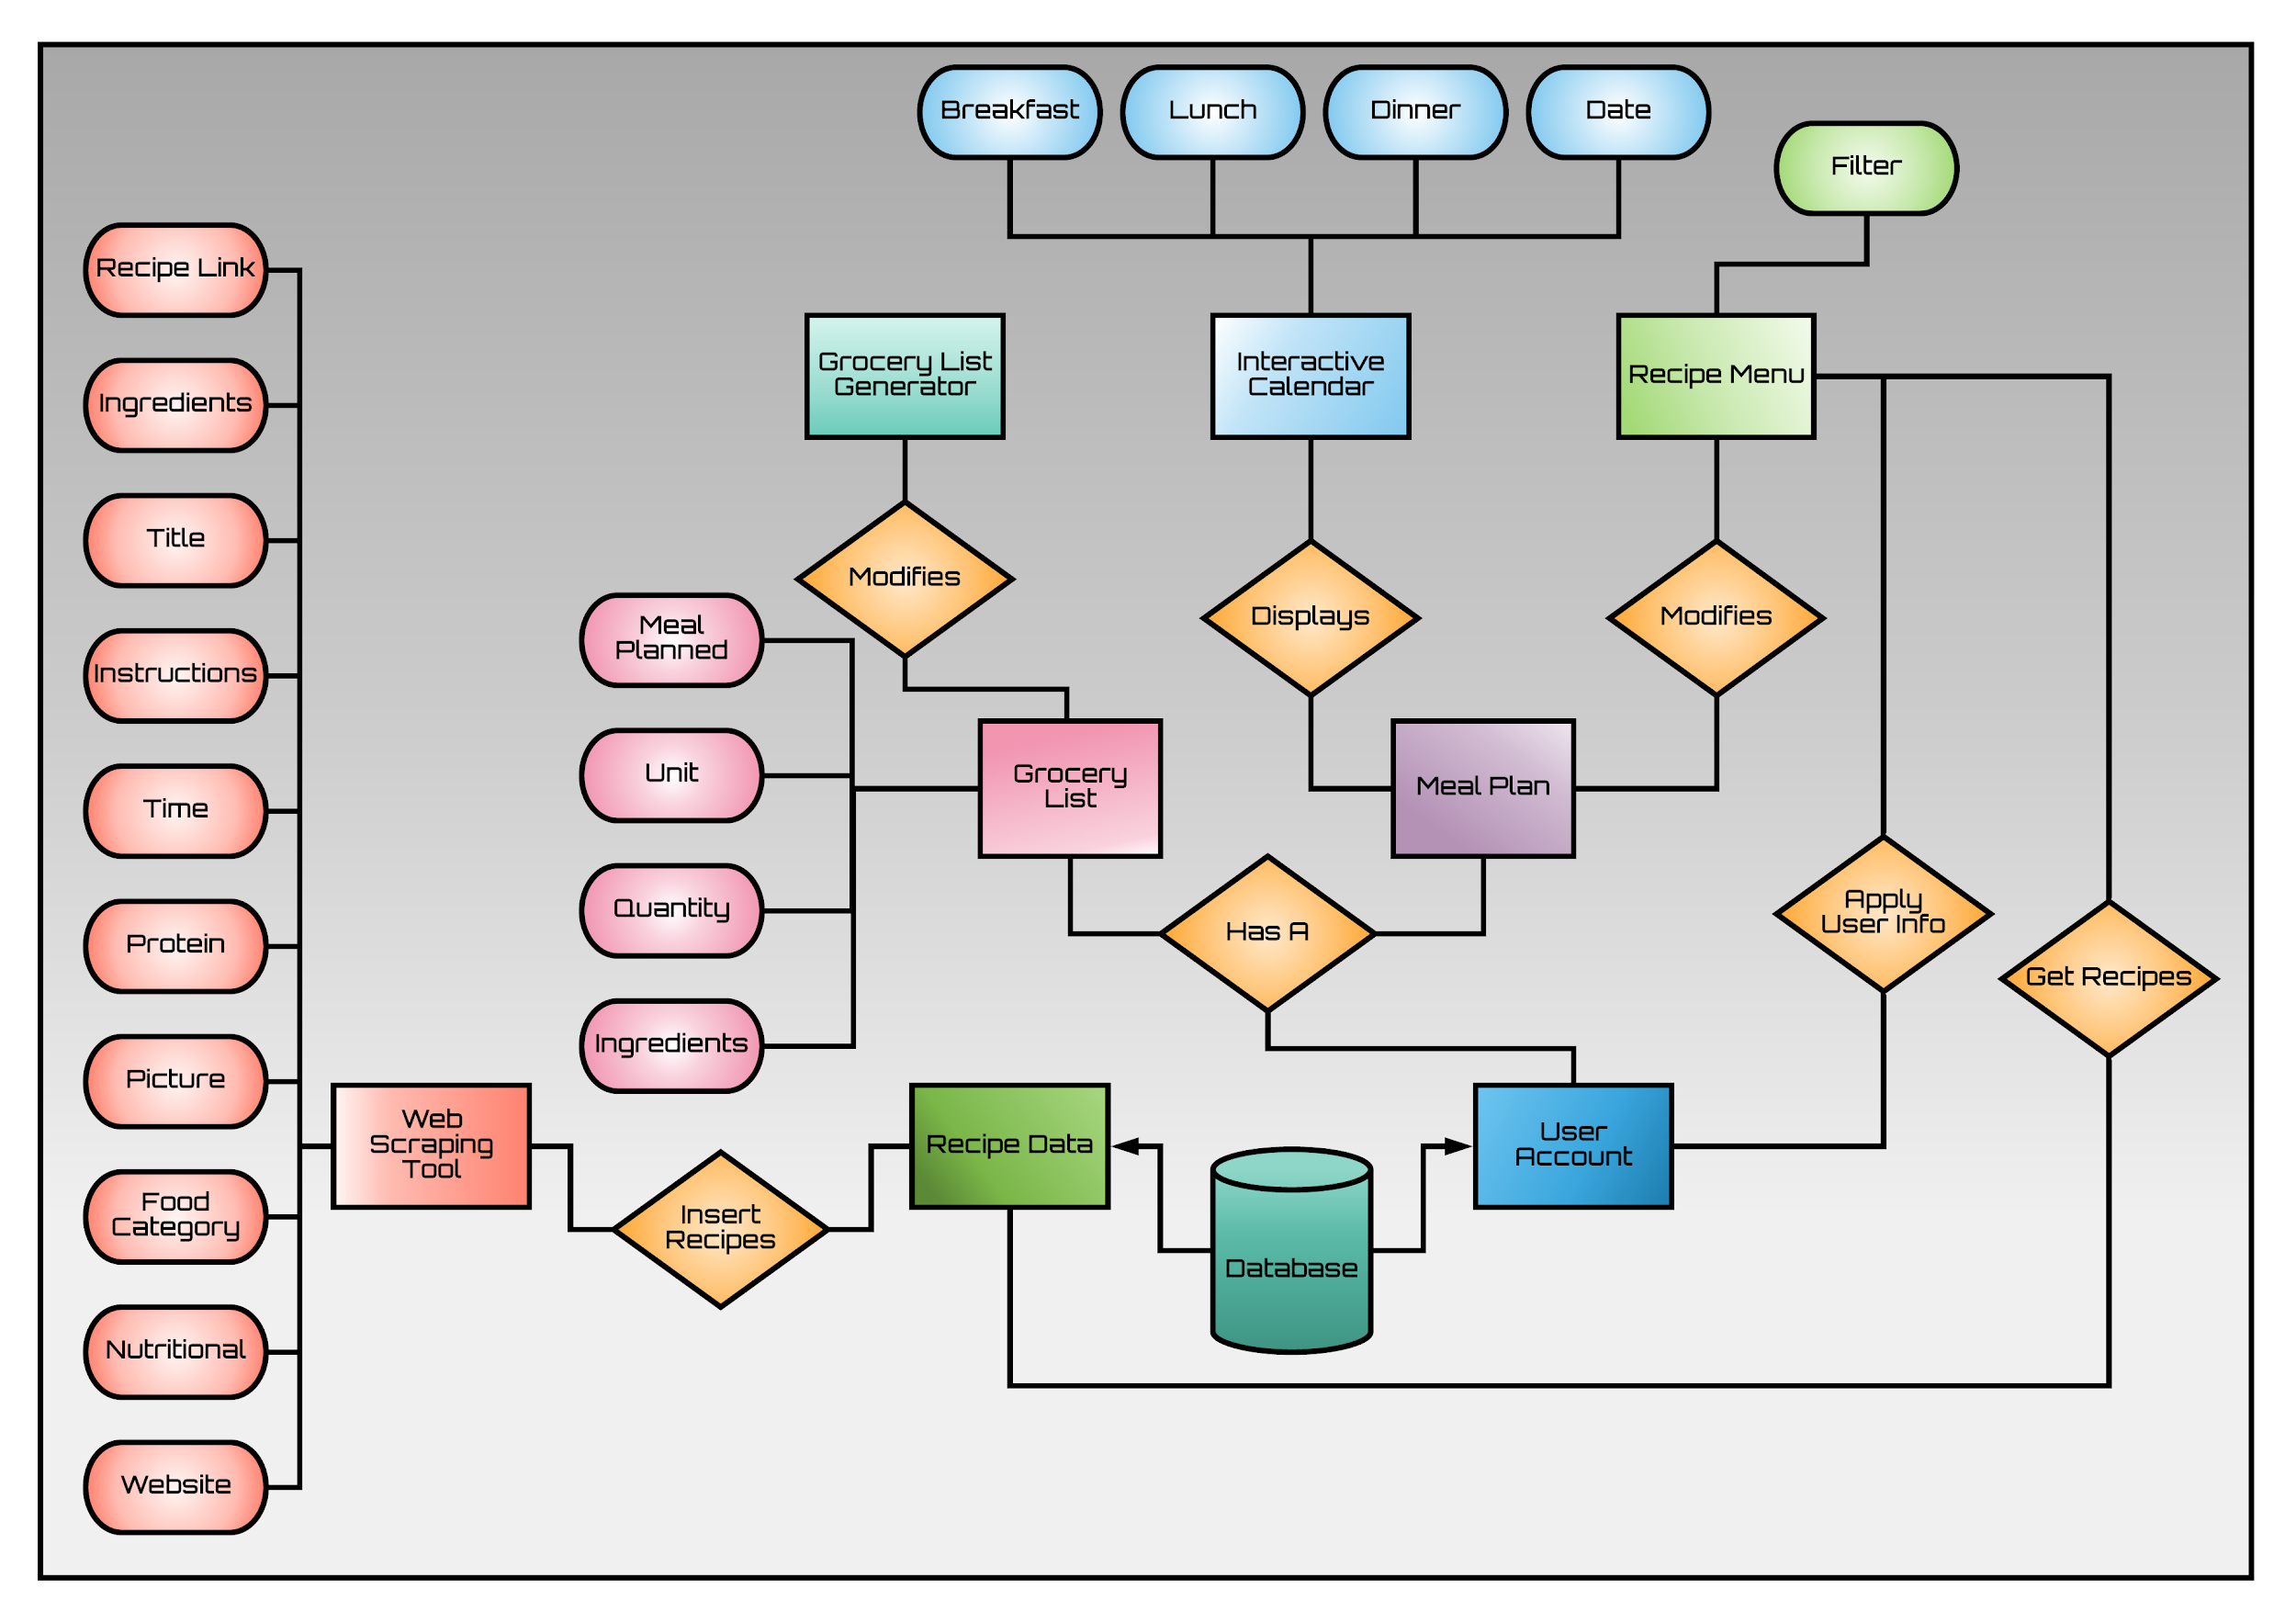 Breakfast
Lunch
Dinner
Date
Filter
Recipe Link
Ingredients
Title
Instructions
Time
Protein
Picture
Food
Category
Nutritional
Website
Grocery List
Generator
Interactive
Calendar
Recipe Menu
Modifies
Displays
Modifies
Meal
Planned
Unit
Quantity
Ingredients
Grocery
List
Meal Plan
Has A
Apply
User Info
Get Recipes
Web
Scraping
Tool
Insert
Recipes
Recipe Data
Database
User
Account